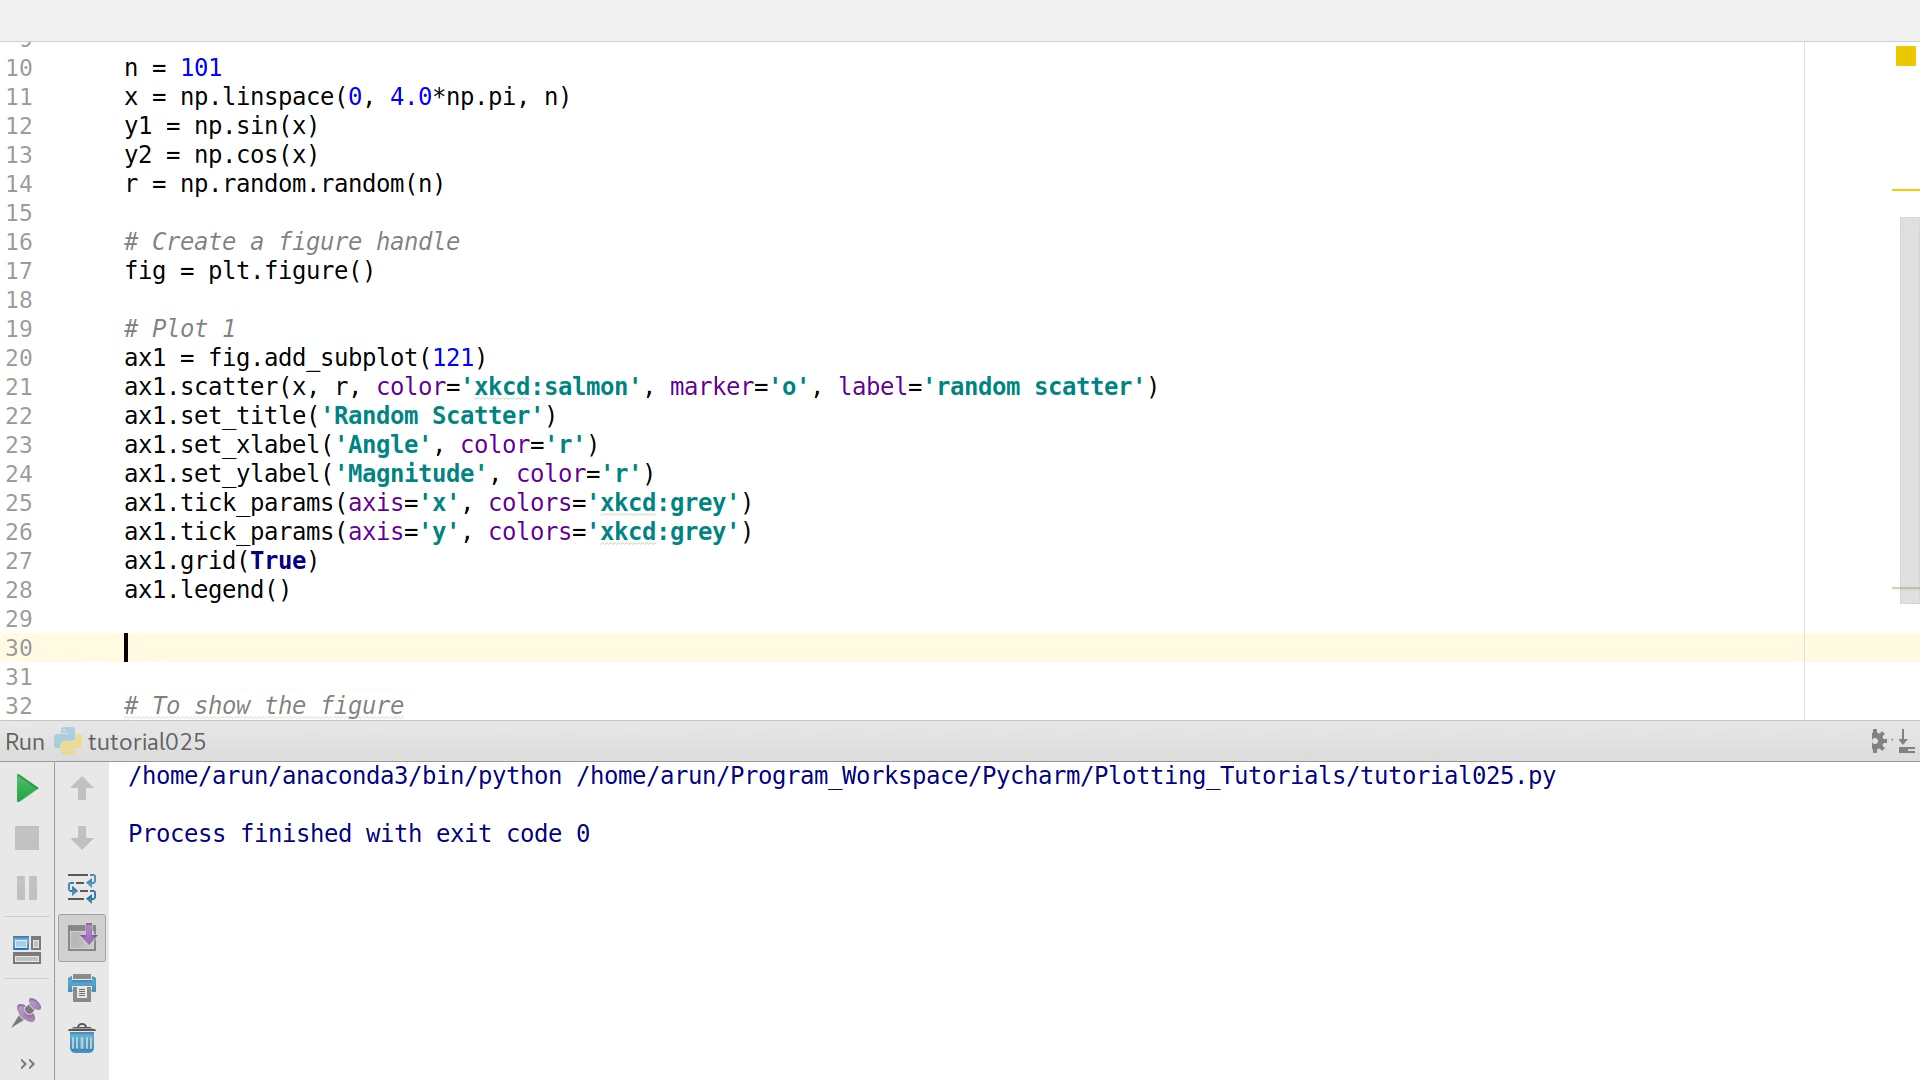 10 n = 101
11 x = np.linspace(0, 4.0*np.pi, n)
12 y1 = np.sin(x)
13 y2 = np.cos(x)
14 r = np.random.random(n)
15
16 # Create a figure handle
17 fig = plt.figure()
18
19 # Plot 1
20 ax1 = fig.add_subplot(121)
21 ax1.scatter(x, r, color='xkcd:salmon', marker='o', label='random scatter')
22 ax1.set_title('Random Scatter')
23 ax1.set_xlabel('Angle', color='r')
24 ax1.set_ylabel('Magnitude', color='r')
25 ax1.tick_params(axis='x', colors='xkcd:grey')
26 ax1.tick_params(axis='y', colors='xkcd:grey')
27 ax1.grid(True)
28 ax1.legend()
29
30
31
32 # To show the figure
Run tutorial025
/home/arun/anaconda3/bin/python /home/arun/Program_Workspace/Pycharm/Plotting_Tutorials/tutorial025.py
Process finished with exit code 0